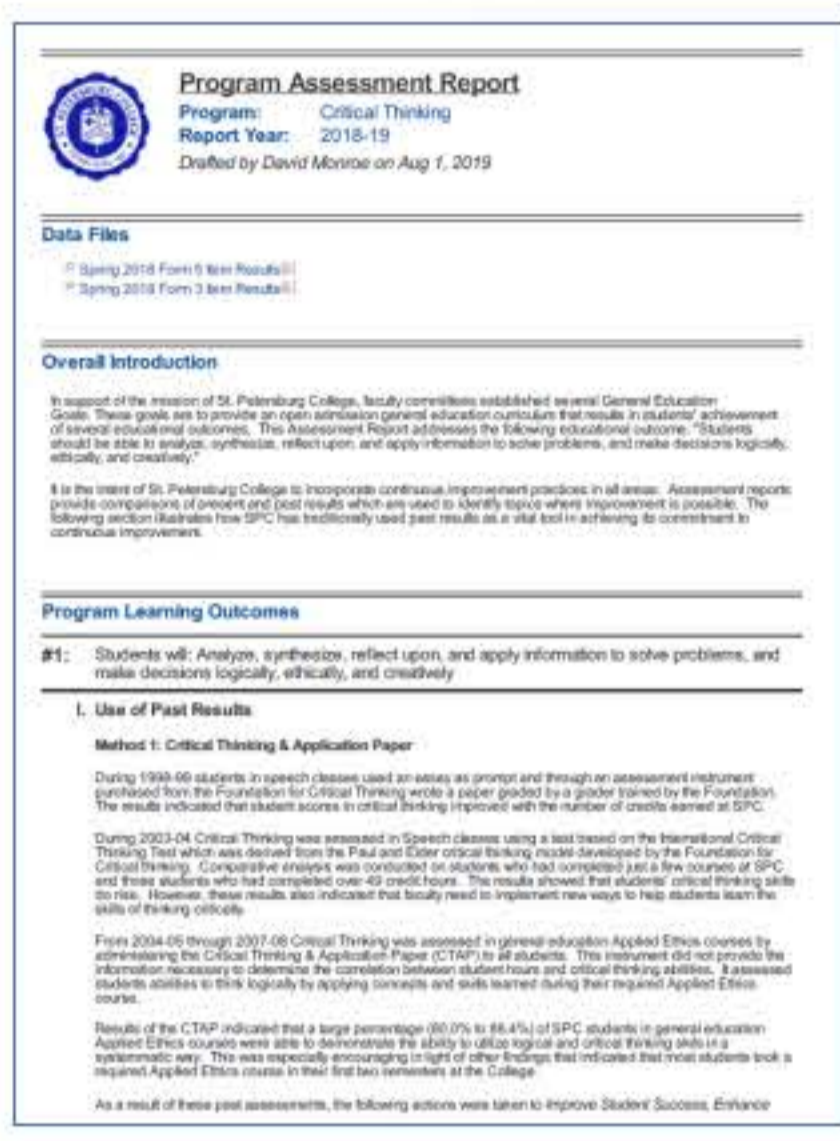 Program Assessment Report
Program: Critical Thinking
Report Year: 2018-19
Drafted by David Monroe on Aug 1, 2019
Data Files
Spring 2018 Form 5 Item Results
Spring 2018 Form 3 Item Results
Overall Introduction
In support of the mission of St. Petersburg College, faculty committees established several General Education
Goals. These goals are to provide an open admission general education curriculum that results in students' achievement
of several educational outcomes. This Assessment Report addresses the following educational outcome, "Students
should be able to analyze, synthesize, reflect upon, and apply information to solve problems, and make decisions logically,
ethically, and creatively."
It is the intent of St. Petersburg College to incorporate continuous improvement practices in all areas. Assessment reports
provide comparisons of present and past results which are used to identify topics where improvement is possible. The
following section illustrates how SPC has traditionally used past results as a vital tool in achieving its commitment to
continuous improvement.
Program Learning Outcomes
#1: Students will: Analyze, synthesize, reflect upon, and apply information to solve problems, and
make decisions logically, ethically, and creatively
I. Use of Past Results
Method 1: Critical Thinking & Application Paper
During 1998-99 students in speech classes used an essay as prompt and through an assessment instrument
purchased from the Foundation for Critical Thinking wrote a paper graded by a grader trained by the Foundation.
The results indicated that student scores in critical thinking improved with the number of credits earned at SPC.
During 2003-04 Critical Thinking was assessed in Speech classes using a test based on the International Critical
Thinking Test which was derived from the Paul and Elder critical thinking model developed by the Foundation for
Critical thinking. Comparative analysis was conducted on students who had completed just a few courses at SPC
and those students who had completed over 49 credit hours. The results showed that students' critical thinking skills
do rise. However, these results also indicated that faculty need to implement new ways to help students learn the
skills of thinking critically.
From 2004-05 through 2007-08 Critical Thinking was assessed in general education Applied Ethics courses by
administering the Critical Thinking & Application Paper (CTAP) to all students. This instrument did not provide the
information necessary to determine the correlation between student hours and critical thinking abilities. It assessed
students abilities to think logically by applying concepts and skills learned during their required Applied Ethics
course.
Results of the CTAP indicated that a large percentage of SPC students in general education
Applied Ethics courses were able to demonstrate the ability to utilize logical and critical thinking skills in a
systematic way. This was especially encouraging in light of other findings that indicated that most students took a
required Applied Ethics course in their first two semesters at the College
As a result of these past assessments, the following actions were taken to Improve Student Success, Enhance